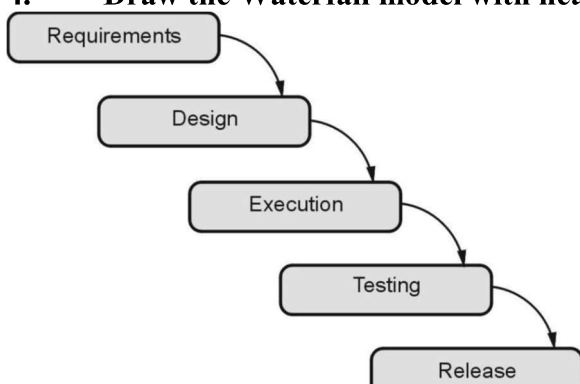 Draw the Waterfall model with
Requirements
Design
Execution
Testing
Release